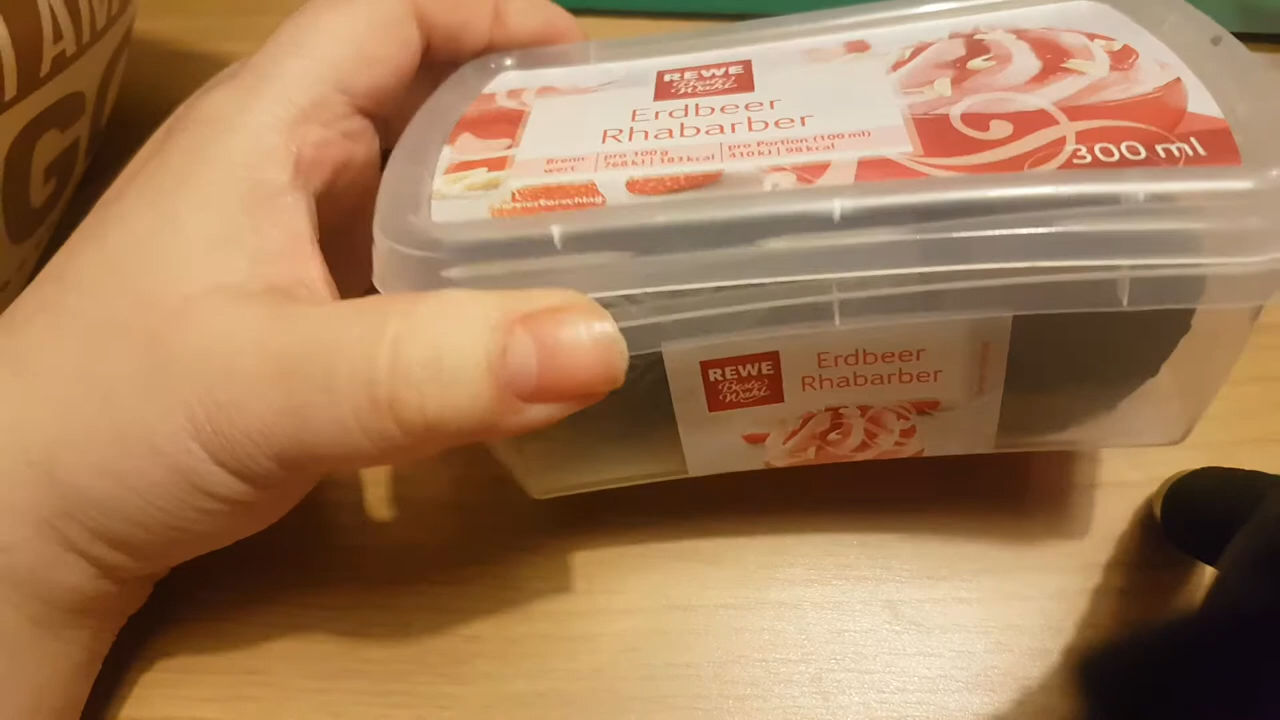 REWE
Beste
Wahl
Erdbeer
Rhabarber
Brenn
wert
pro 100 g
768 kJ | 183 kcal
pro Portion (100 ml)
410 kJ | 98 kcal
300 ml
REWE
Beste
Wahl
Erdbeer
Rhabarber